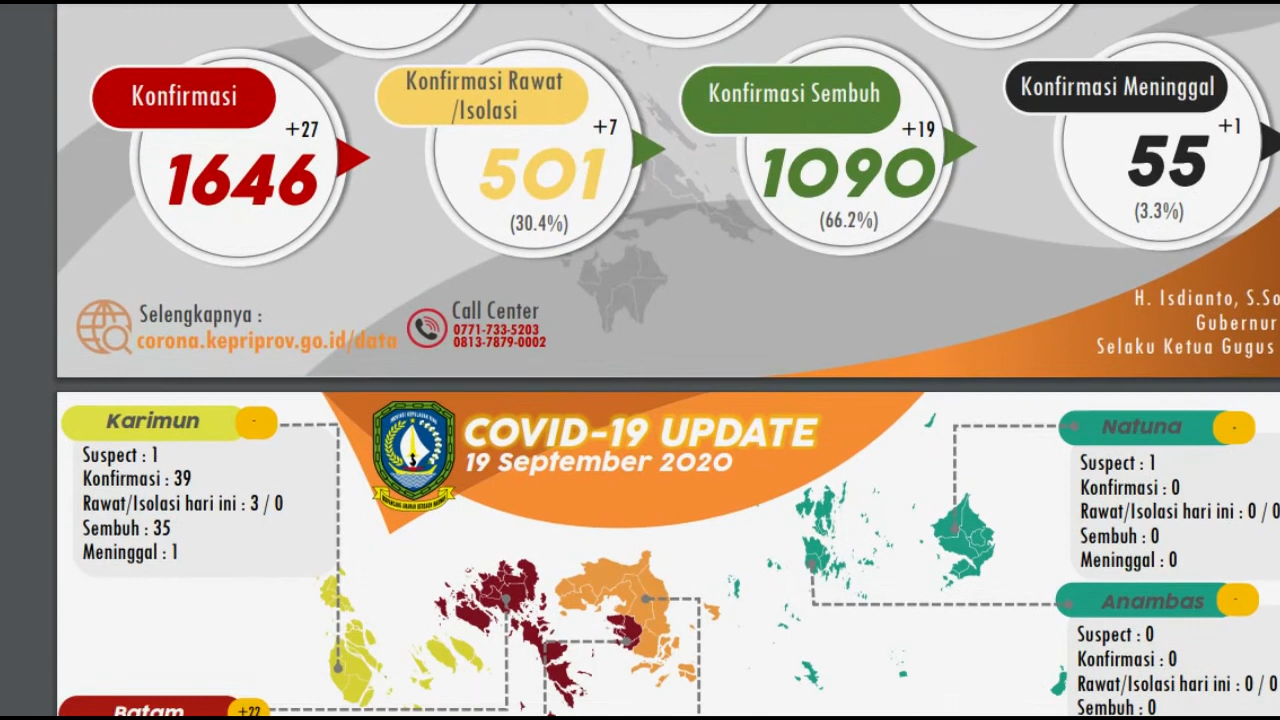 Konfirmasi
+27
1646
Konfirmasi Rawat
/Isolasi
+7
501
(30.4%)
Konfirmasi Sembuh
+19
1090
(66.2%)
Konfirmasi Meninggal
+1
55
(3.3%)
Selengkapnya :
corona.kepriprov.go.id/data
Call Center
0771-733-5203
0813-7879-0002
H. Isdianto, S.So
Gubernur
Selaku Ketua Gugus
COVID-19 UPDATE
19 September 2020
Karimun
-
Suspect : 1
Konfirmasi : 39
Rawat/Isolasi hari ini : 3 / 0
Sembuh : 35
Meninggal : 1
Natuna
-
Suspect : 1
Konfirmasi : 0
Rawat/Isolasi hari ini : 0 / 0
Sembuh : 0
Meninggal : 0
Anambas
-
Suspect : 0
Konfirmasi : 0
Rawat/Isolasi hari ini : 0 / 0
Sembuh : 0
Batam
+22